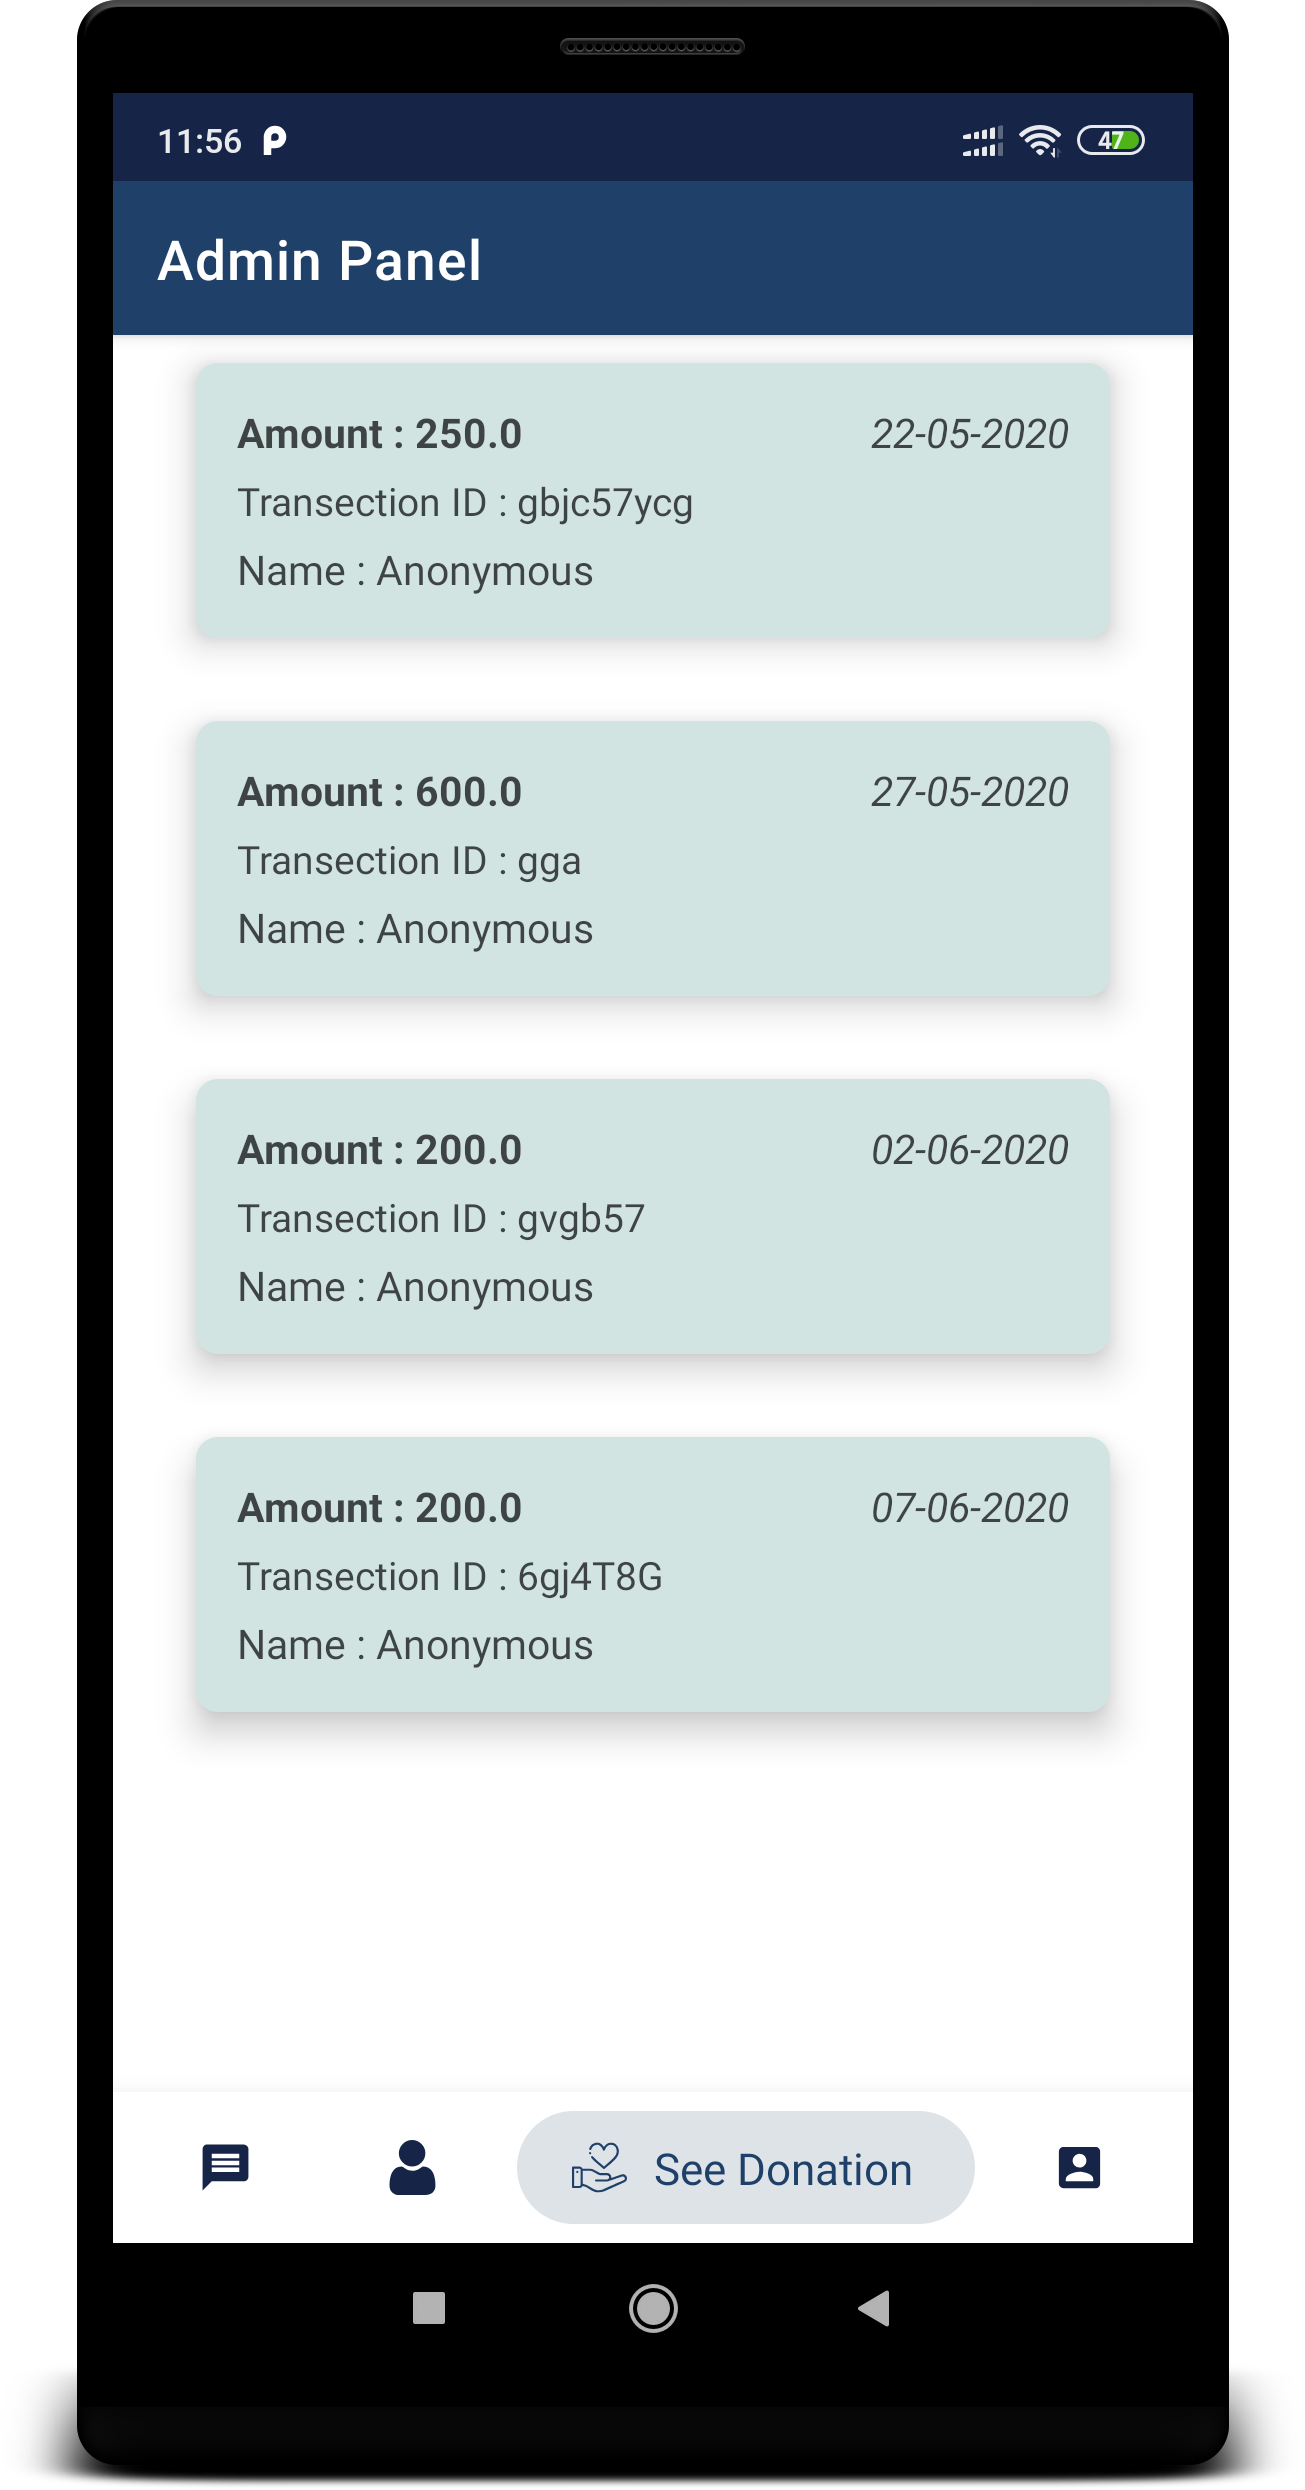 11:56
47
Admin Panel
Amount : 250.0 22-05-2020
Transection ID : gbjc57ycg
Name : Anonymous
Amount : 600.0 27-05-2020
Transection ID : gga
Name : Anonymous
Amount : 200.0 02-06-2020
Transection ID : gvgb57
Name : Anonymous
Amount : 200.0 07-06-2020
Transection ID : 6gj4T8G
Name : Anonymous
See Donation